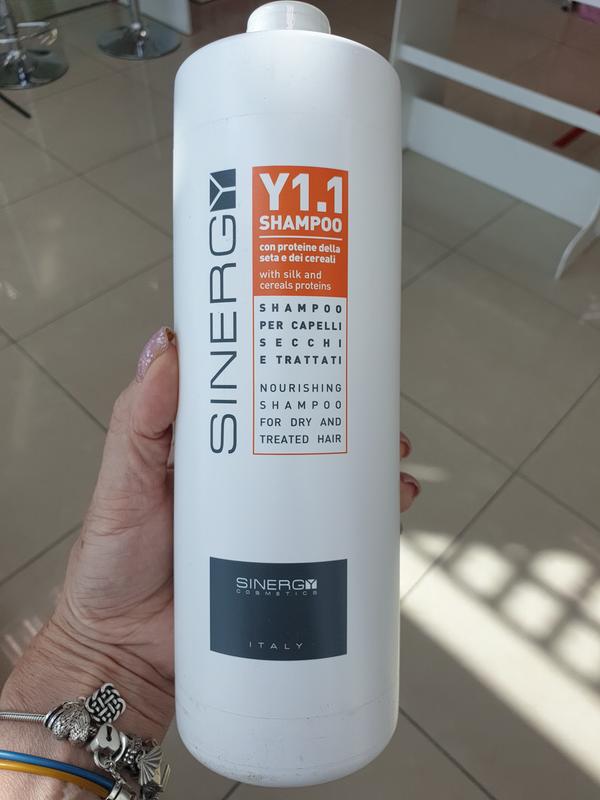 SINERGY
Y1.1
SHAMPOO
con proteine della
seta e dei cereali
with silk and
cereals proteins
SHAMPOO
PER CAPELLI
SECCHI
E TRATTATI
NOURISHING
SHAMPOO
FOR DRY AND
TREATED HAIR
SINERGY
COSMETICS
ITALY